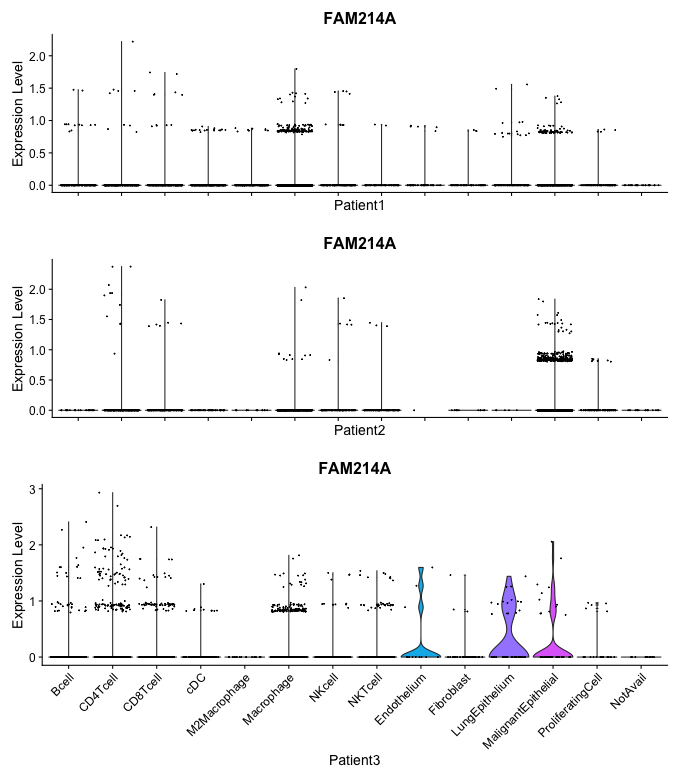 FAM214A
Expression Level
2.0
1.5
1.0
0.5
0.0
Patient1
FAM214A
Expression Level
2.0
1.5
1.0
0.5
0.0
Patient2
FAM214A
Expression Level
3
2
1
0
Bcell
CD4Tcell
CD8Tcell
cDC
M2Macrophage
Macrophage
NKcell
NKTcell
Endothelium
Fibroblast
LungEpithelium
MalignantEpithelial
ProliferatingCell
NotAvail
Patient3